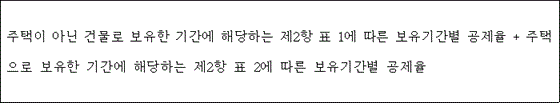 주택이 아닌 건물로 보유한 기간에 해당하는 제2항 표 1에 따른 보유기간별 공제율 + 주택
으로 보유한 기간에 해당하는 제2항 표 2에 따른 보유기간별 공제율